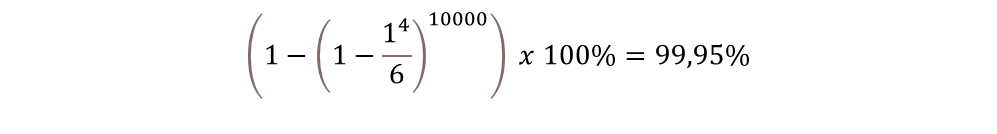 (1 − (1 − 1⁴/6)¹⁰⁰⁰⁰) x 100% = 99,95%